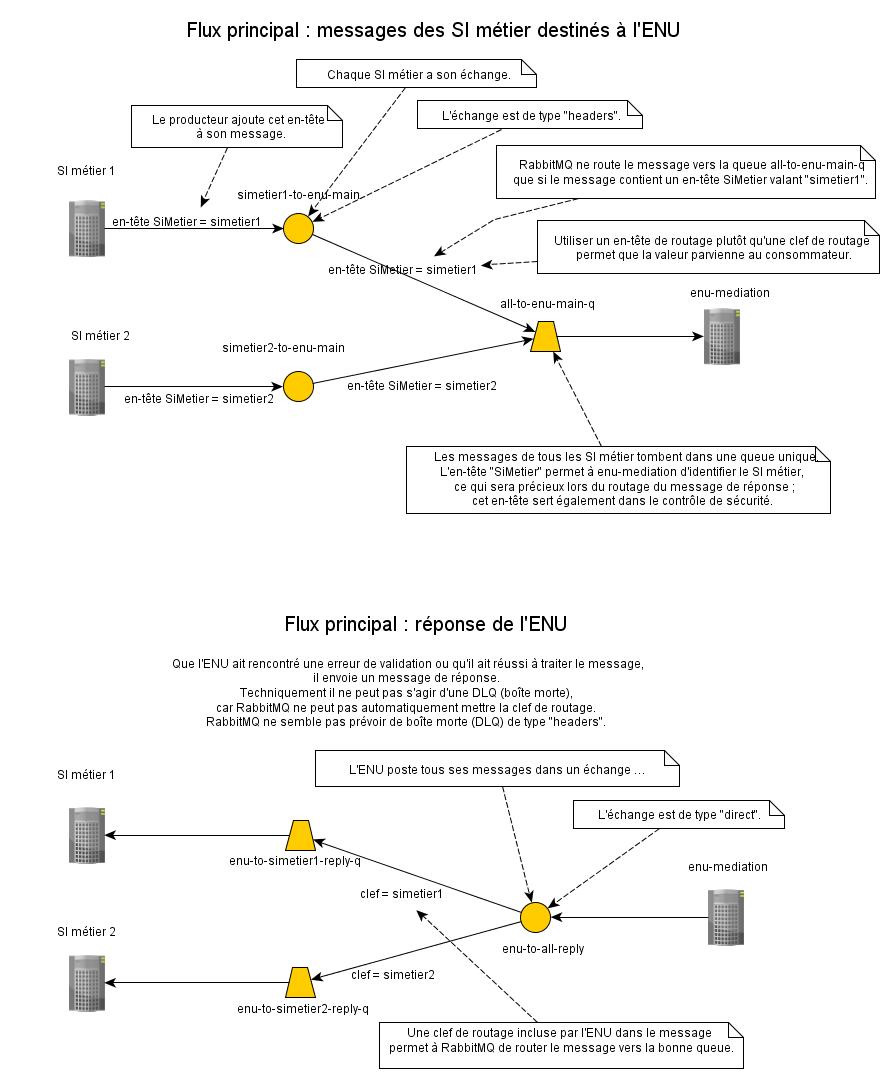 Flux principal : messages des SI métier destinés à l'ENU
Chaque SI métier a son échange.
L'échange est de type "headers".
Le producteur ajoute cet en-tête
à son message.
RabbitMQ ne route le message vers la queue all-to-enu-main-q
que si le message contient un en-tête SiMetier valant "simetier1".
SI métier 1
simetier1-to-enu-main
en-tête SiMetier = simetier1
Utiliser un en-tête de routage plutôt qu'une clef de routage
permet que la valeur parvienne au consommateur.
en-tête SiMetier = simetier1
enu-mediation
all-to-enu-main-q
SI métier 2
simetier2-to-enu-main
en-tête SiMetier = simetier2
en-tête SiMetier = simetier2
Les messages de tous les SI métier tombent dans une queue unique.
L'en-tête "SiMetier" permet à enu-mediation d'identifier le SI métier,
ce qui sera précieux lors du routage du message de réponse ;
cet en-tête sert également dans le contrôle de sécurité.
Flux principal : réponse de l'ENU
Que l'ENU ait rencontré une erreur de validation ou qu'il ait réussi à traiter le message,
il envoie un message de réponse.
Techniquement il ne peut pas s'agir d'une DLQ (boîte morte),
car RabbitMQ ne peut pas automatiquement mettre la clef de routage.
RabbitMQ ne semble pas prévoir de boîte morte (DLQ) de type "headers".
L'ENU poste tous ses messages dans un échange ...
SI métier 1
L'échange est de type "direct".
enu-to-simetier1-reply-q
enu-mediation
clef = simetier1
SI métier 2
enu-to-all-reply
clef = simetier2
enu-to-simetier2-reply-q
Une clef de routage incluse par l'ENU dans le message
permet à RabbitMQ de router le message vers la bonne queue.